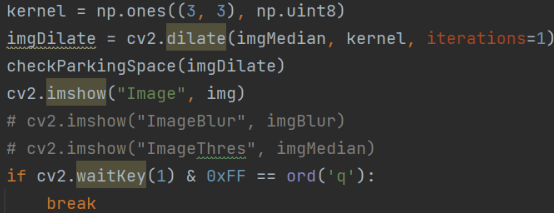 kernel = np.ones((3, 3), np.uint8)
imgDilate = cv2.dilate(imgMedian, kernel, iterations=1)
checkParkingSpace(imgDilate)
cv2.imshow("Image", img)
# cv2.imshow("ImageBlur", imgBlur)
# cv2.imshow("ImageThres", imgMedian)
if cv2.waitKey(1) & 0xFF == ord('q'):
    break